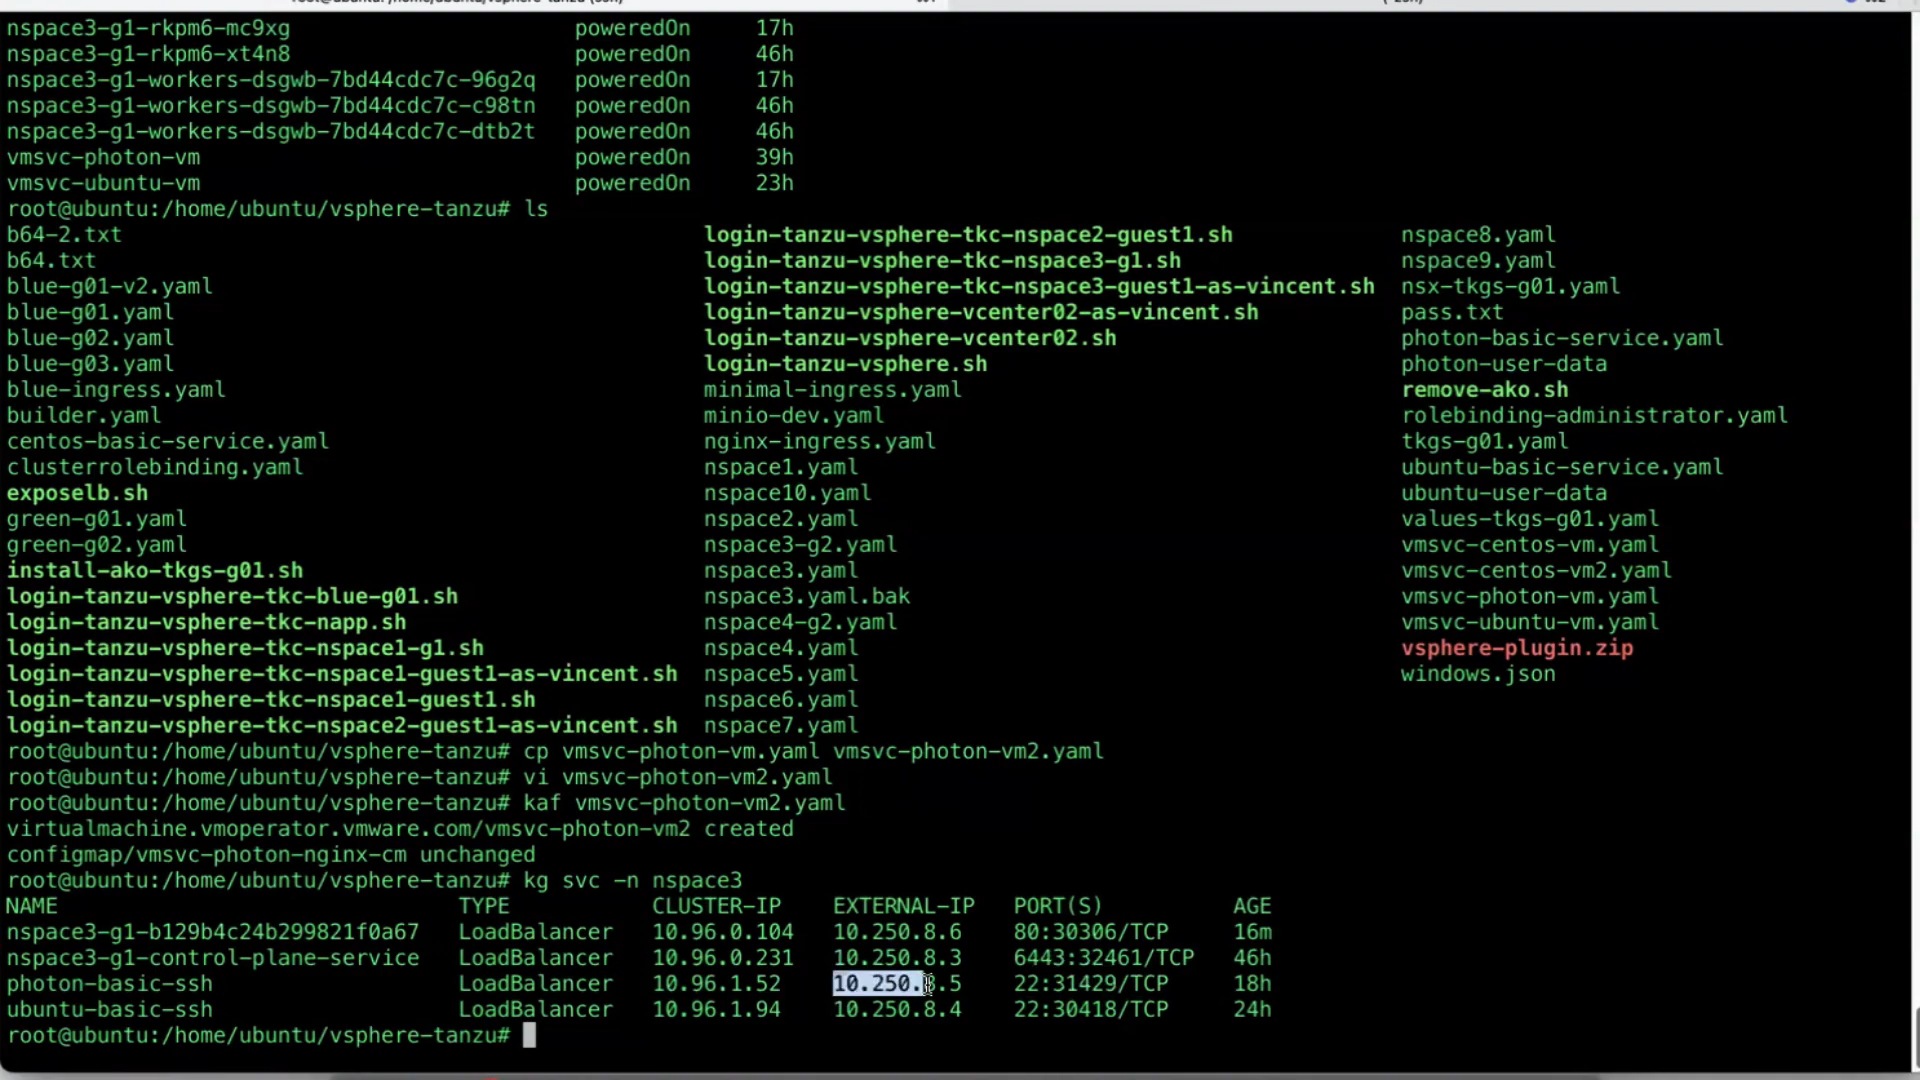 nspace3-g1-rkpm6-mc9xg poweredOn 17h
nspace3-g1-rkpm6-xt4n8 poweredOn 46h
nspace3-g1-workers-dsgwb-7bd44cdc7c-96g2q poweredOn 17h
nspace3-g1-workers-dsgwb-7bd44cdc7c-c98tn poweredOn 46h
nspace3-g1-workers-dsgwb-7bd44cdc7c-dtb2t poweredOn 46h
vmsvc-photon-vm poweredOn 39h
vmsvc-ubuntu-vm poweredOn 23h
root@ubuntu:/home/ubuntu/vsphere-tanzu# ls
b64-2.txt login-tanzu-vsphere-tkc-nspace2-guest1.sh nspace8.yaml
b64.txt login-tanzu-vsphere-tkc-nspace3-g1.sh nspace9.yaml
blue-g01-v2.yaml login-tanzu-vsphere-tkc-nspace3-guest1-as-vincent.sh nsx-tkgs-g01.yaml
blue-g01.yaml login-tanzu-vsphere-vcenter02-as-vincent.sh pass.txt
blue-g02.yaml login-tanzu-vsphere-vcenter02.sh photon-basic-service.yaml
blue-g03.yaml login-tanzu-vsphere.sh photon-user-data
blue-ingress.yaml minimal-ingress.yaml remove-ako.sh
builder.yaml minio-dev.yaml rolebinding-administrator.yaml
centos-basic-service.yaml nginx-ingress.yaml tkgs-g01.yaml
clusterrolebinding.yaml nspace1.yaml ubuntu-basic-service.yaml
exposelb.sh nspace10.yaml ubuntu-user-data
green-g01.yaml nspace2.yaml values-tkgs-g01.yaml
green-g02.yaml nspace3-g2.yaml vmsvc-centos-vm.yaml
install-ako-tkgs-g01.sh nspace3.yaml vmsvc-centos-vm2.yaml
login-tanzu-vsphere-tkc-blue-g01.sh nspace3.yaml.bak vmsvc-photon-vm.yaml
login-tanzu-vsphere-tkc-napp.sh nspace4-g2.yaml vmsvc-ubuntu-vm.yaml
login-tanzu-vsphere-tkc-nspace1-g1.sh nspace4.yaml vsphere-plugin.zip
login-tanzu-vsphere-tkc-nspace1-guest1-as-vincent.sh nspace5.yaml windows.json
login-tanzu-vsphere-tkc-nspace1-guest1.sh nspace6.yaml
login-tanzu-vsphere-tkc-nspace2-guest1-as-vincent.sh nspace7.yaml
root@ubuntu:/home/ubuntu/vsphere-tanzu# cp vmsvc-photon-vm.yaml vmsvc-photon-vm2.yaml
root@ubuntu:/home/ubuntu/vsphere-tanzu# vi vmsvc-photon-vm2.yaml
root@ubuntu:/home/ubuntu/vsphere-tanzu# kaf vmsvc-photon-vm2.yaml
virtualmachine.vmoperator.vmware.com/vmsvc-photon-vm2 created
configmap/vmsvc-photon-nginx-cm unchanged
root@ubuntu:/home/ubuntu/vsphere-tanzu# kg svc -n nspace3
NAME TYPE CLUSTER-IP EXTERNAL-IP PORT(S) AGE
nspace3-g1-b129b4c24b299821f0a67 LoadBalancer 10.96.0.104 10.250.8.6 80:30306/TCP 16m
nspace3-g1-control-plane-service LoadBalancer 10.96.0.231 10.250.8.3 6443:32461/TCP 46h
photon-basic-ssh LoadBalancer 10.96.1.52 10.250.8.5 22:31429/TCP 18h
ubuntu-basic-ssh LoadBalancer 10.96.1.94 10.250.8.4 22:30418/TCP 24h
root@ubuntu:/home/ubuntu/vsphere-tanzu#